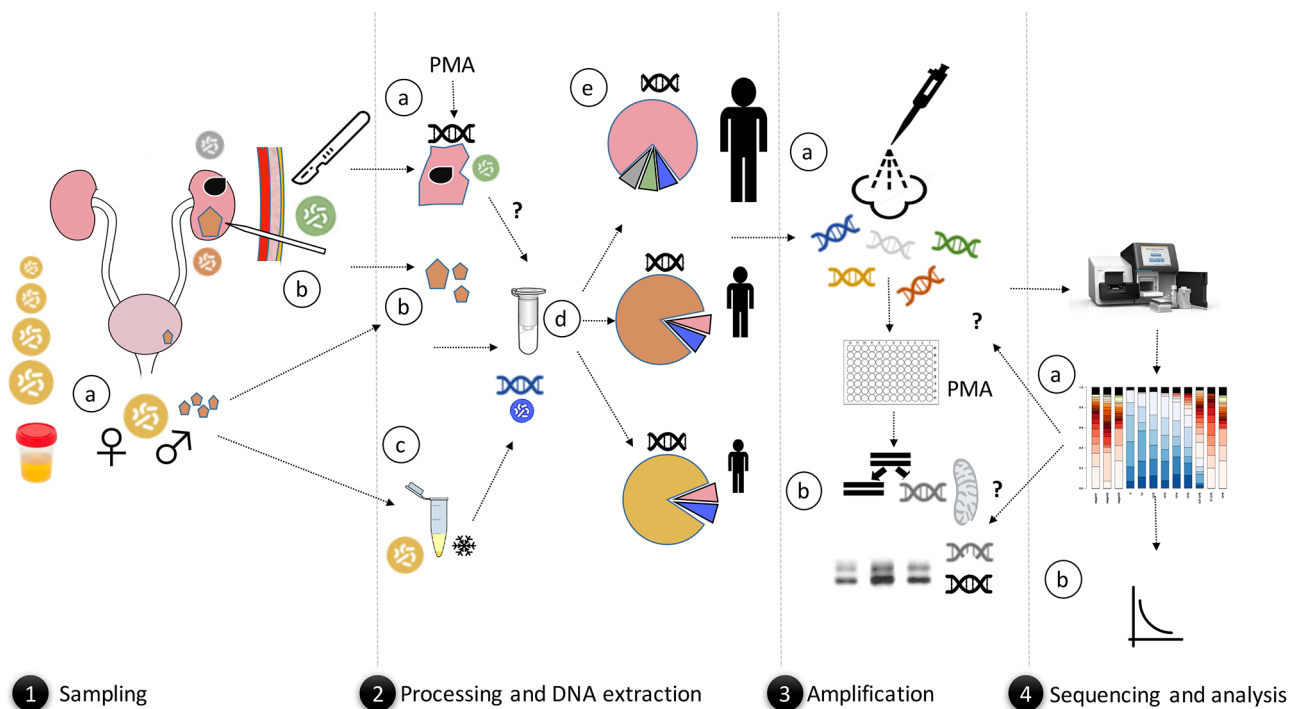 PMA
a
e
a
?
b
b
d
?
a
a
PMA
c
b
?
b
1 Sampling
2 Processing and DNA extraction
3 Amplification
4 Sequencing and analysis